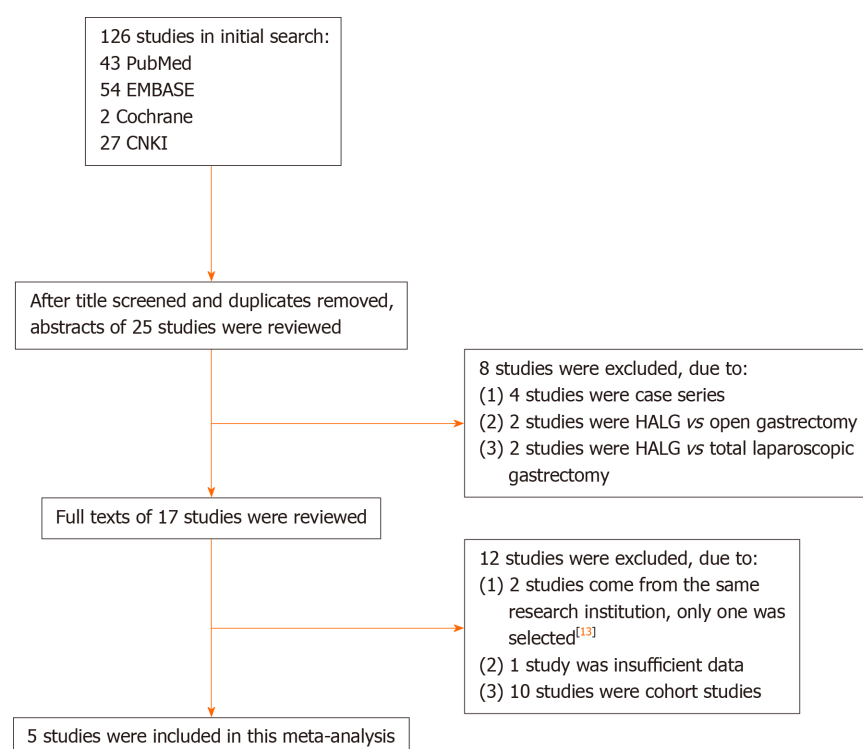 126 studies in initial search:
43 PubMed
54 EMBASE
2 Cochrane
27 CNKI
After title screened and duplicates removed,
abstracts of 25 studies were reviewed
8 studies were excluded, due to:
(1) 4 studies were case series
(2) 2 studies were HALG vs open gastrectomy
(3) 2 studies were HALG vs total laparoscopic
gastrectomy
Full texts of 17 studies were reviewed
12 studies were excluded, due to:
(1) 2 studies come from the same
research institution, only one was
selected[13]
(2) 1 study was insufficient data
(3) 10 studies were cohort studies
5 studies were included in this meta-analysis